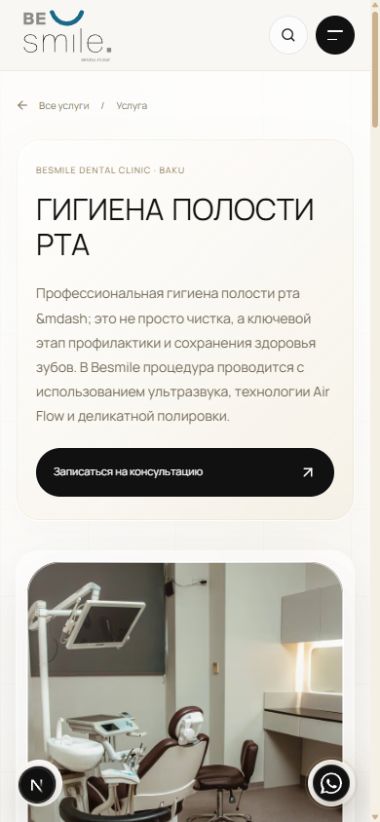 BE
smile.
Все услуги / Услуга
BESMILE DENTAL CLINIC · BAKU
ГИГИЕНА ПОЛОСТИ
РТА
Профессиональная гигиена полости рта
&mdash; это не просто чистка, а ключевой
этап профилактики и сохранения здоровья
зубов. В Besmile процедура проводится с
использованием ультразвука, технологии Air
Flow и деликатной полировки.
Записаться на консультацию
N